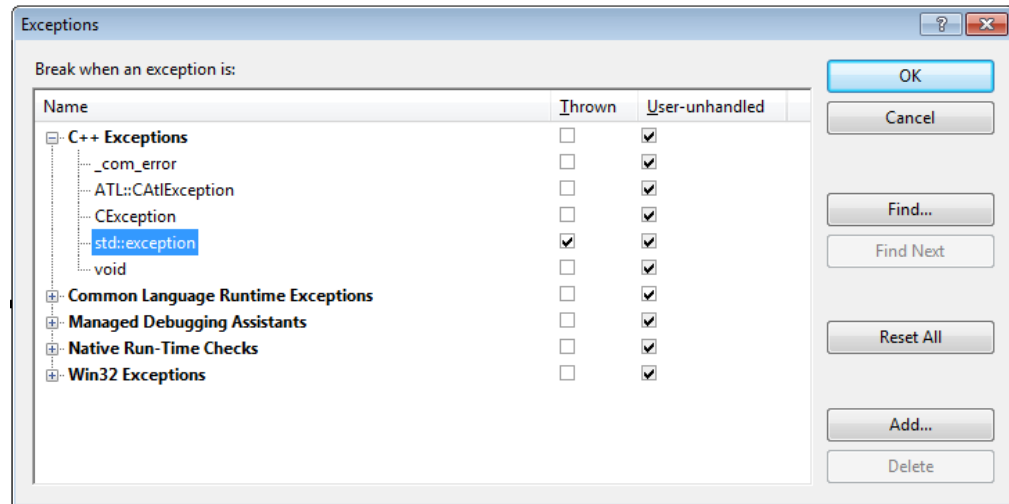 Exceptions
Break when an exception is:
Name Thrown User-unhandled
C++ Exceptions
_com_error
ATL::CAtlException
CException
std::exception
void
Common Language Runtime Exceptions
Managed Debugging Assistants
Native Run-Time Checks
Win32 Exceptions
OK
Cancel
Find...
Find Next
Reset All
Add...
Delete